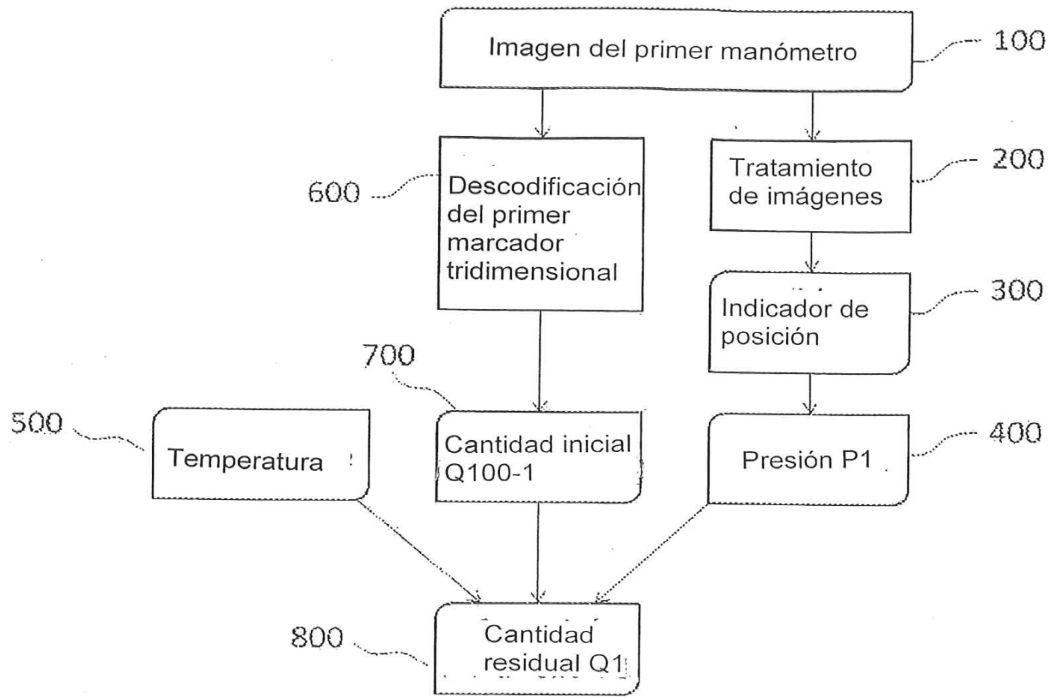 Imagen del primer manómetro
100
600
Descodificación
del primer
marcador
tridimensional
Tratamiento
de imágenes
200
Indicador de
posición
300
700
500
Temperatura
Cantidad inicial
Q100-1
Presión P1
400
800
Cantidad
residual Q1